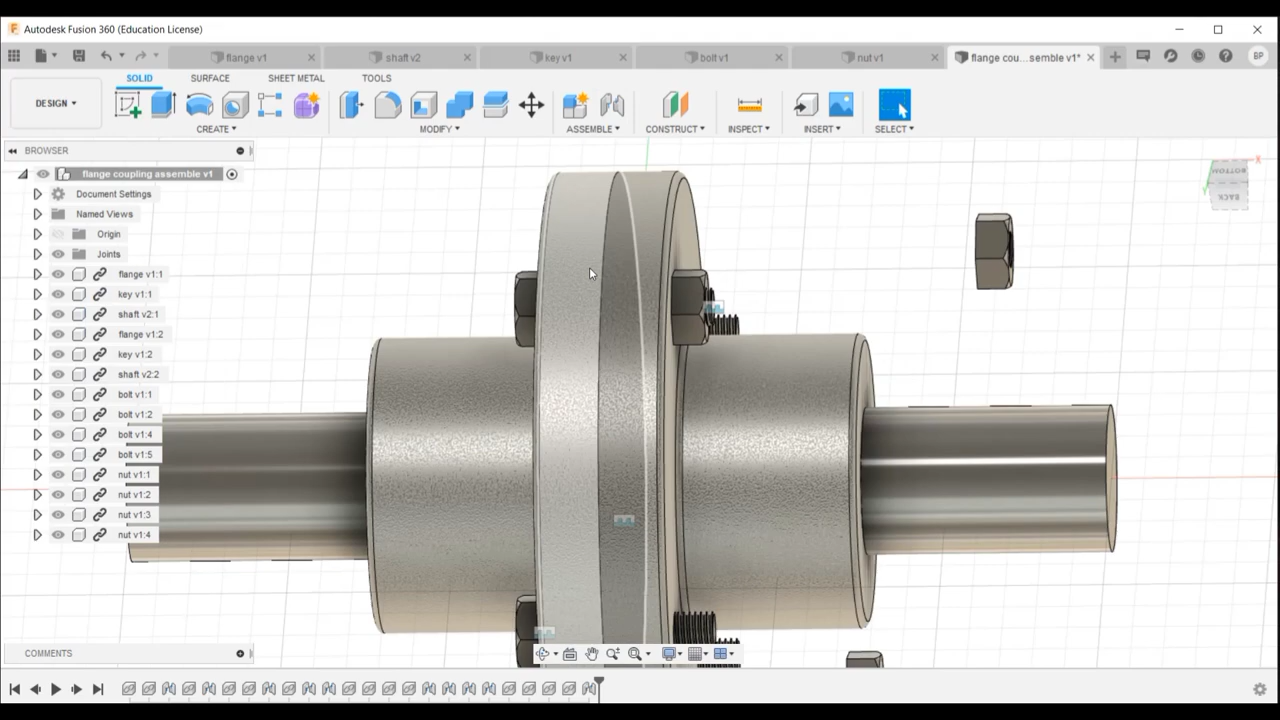 Autodesk Fusion 360 (Education License)
flange v1
shaft v2
key v1
bolt v1
nut v1
flange cou...semble v1*
BP
SOLID
SURFACE
SHEET METAL
TOOLS
DESIGN
CREATE
MODIFY
ASSEMBLE
CONSTRUCT
INSPECT
INSERT
SELECT
BROWSER
flange coupling assemble v1
Document Settings
Named Views
Origin
Joints
flange v1:1
key v1:1
shaft v2:1
flange v1:2
key v1:2
shaft v2:2
bolt v1:1
bolt v1:2
bolt v1:4
bolt v1:5
nut v1:1
nut v1:2
nut v1:3
nut v1:4
X
BOTTOM
Y
BACK
COMMENTS